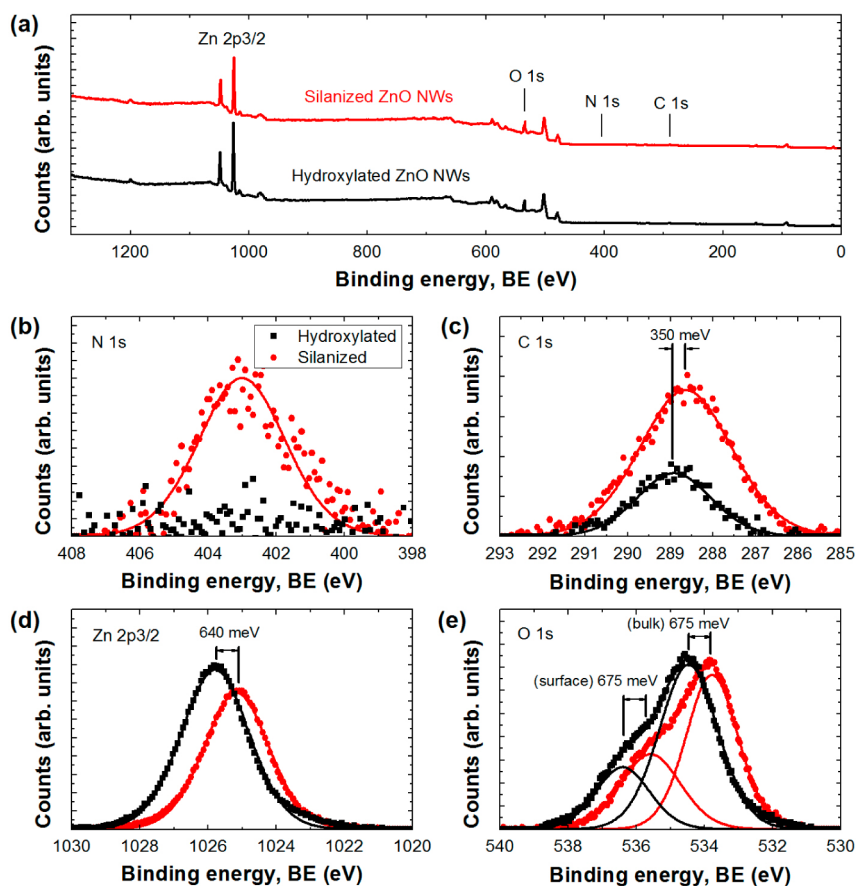 (a)
Zn 2p3/2
O 1s
N 1s
C 1s
Silanized ZnO NWs
Hydroxylated ZnO NWs
Counts (arb. units)
1200 1000 800 600 400 200 0
Binding energy, BE (eV)
(b)
N 1s
Hydroxylated
Silanized
Counts (arb. units)
408 406 404 402 400 398
Binding energy, BE (eV)
(c)
C 1s
350 meV
Counts (arb. units)
293 292 291 290 289 288 287 286 285
Binding energy, BE (eV)
(d)
Zn 2p3/2
640 meV
Counts (arb. units)
1030 1028 1026 1024 1022 1020
Binding energy, BE (eV)
(e)
(bulk) 675 meV
O 1s
(surface) 675 meV
Counts (arb. units)
540 538 536 534 532 530
Binding energy, BE (eV)